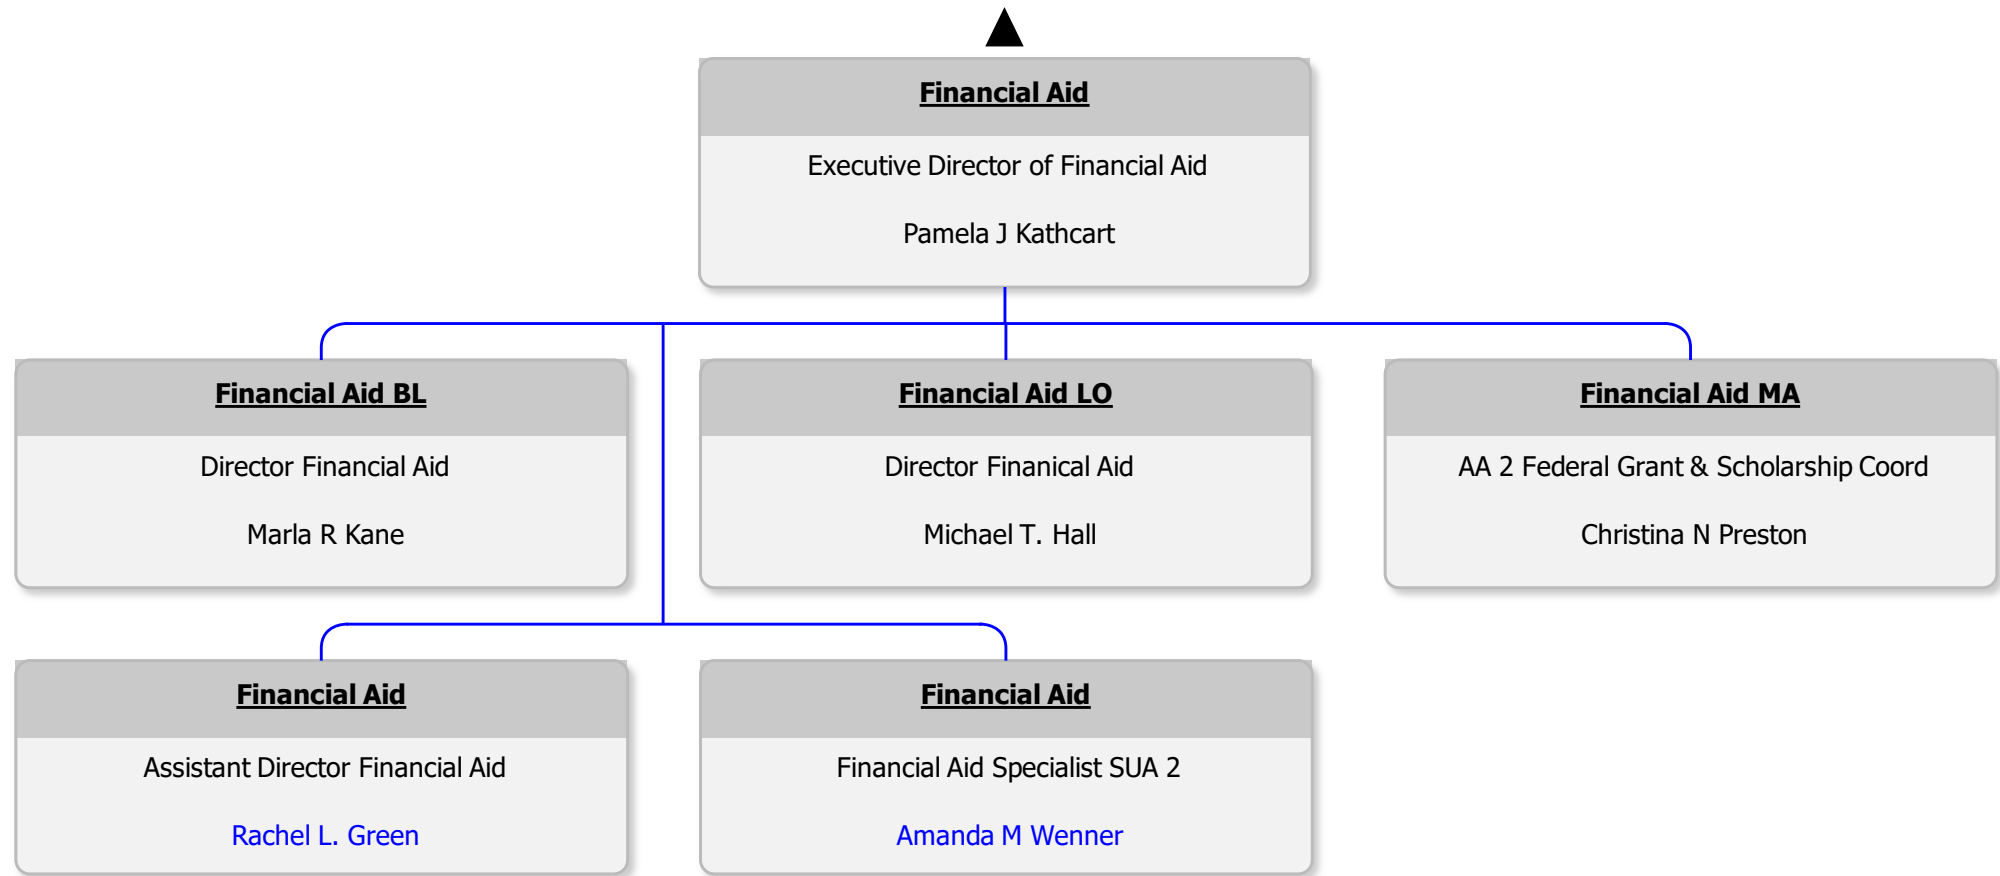 Financial Aid
Executive Director of Financial Aid
Pamela J Kathcart
Financial Aid BL
Director Financial Aid
Marla R Kane
Financial Aid LO
Director Finanical Aid
Michael T. Hall
Financial Aid MA
AA 2 Federal Grant & Scholarship Coord
Christina N Preston
Financial Aid
Assistant Director Financial Aid
Rachel L. Green
Financial Aid
Financial Aid Specialist SUA 2
Amanda M Wenner